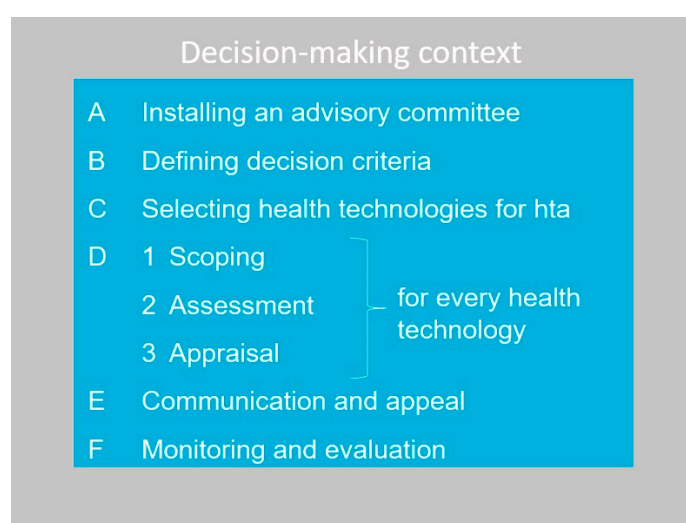 Decision-making context
A Installing an advisory committee
B Defining decision criteria
C Selecting health technologies for hta
D 1 Scoping
2 Assessment
for every health
technology
3 Appraisal
E Communication and appeal
F Monitoring and evaluation